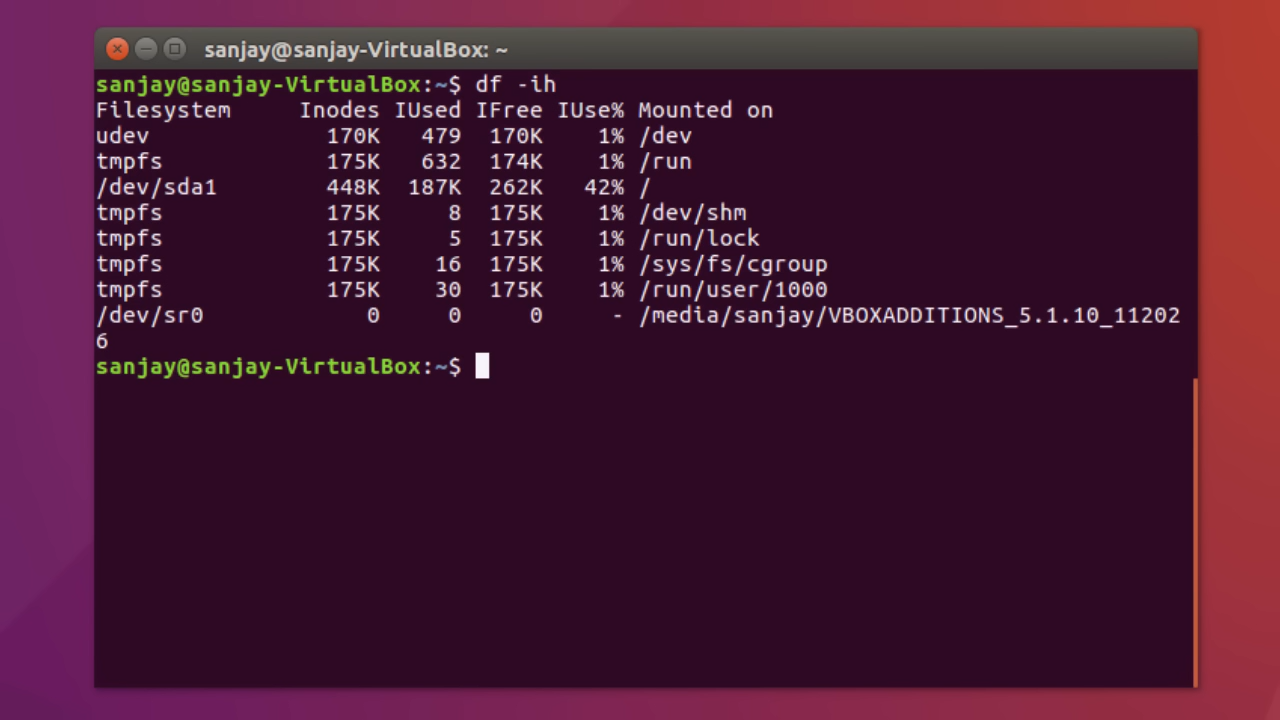 sanjay@sanjay-VirtualBox: ~
sanjay@sanjay-VirtualBox:~$ df -ih
Filesystem     Inodes IUsed IFree IUse% Mounted on
udev             170K   479  170K    1% /dev
tmpfs            175K   632  174K    1% /run
/dev/sda1        448K  187K  262K   42% /
tmpfs            175K     8  175K    1% /dev/shm
tmpfs            175K     5  175K    1% /run/lock
tmpfs            175K    16  175K    1% /sys/fs/cgroup
tmpfs            175K    30  175K    1% /run/user/1000
/dev/sr0            0     0     0     - /media/sanjay/VBOXADDITIONS_5.1.10_11202
6
sanjay@sanjay-VirtualBox:~$